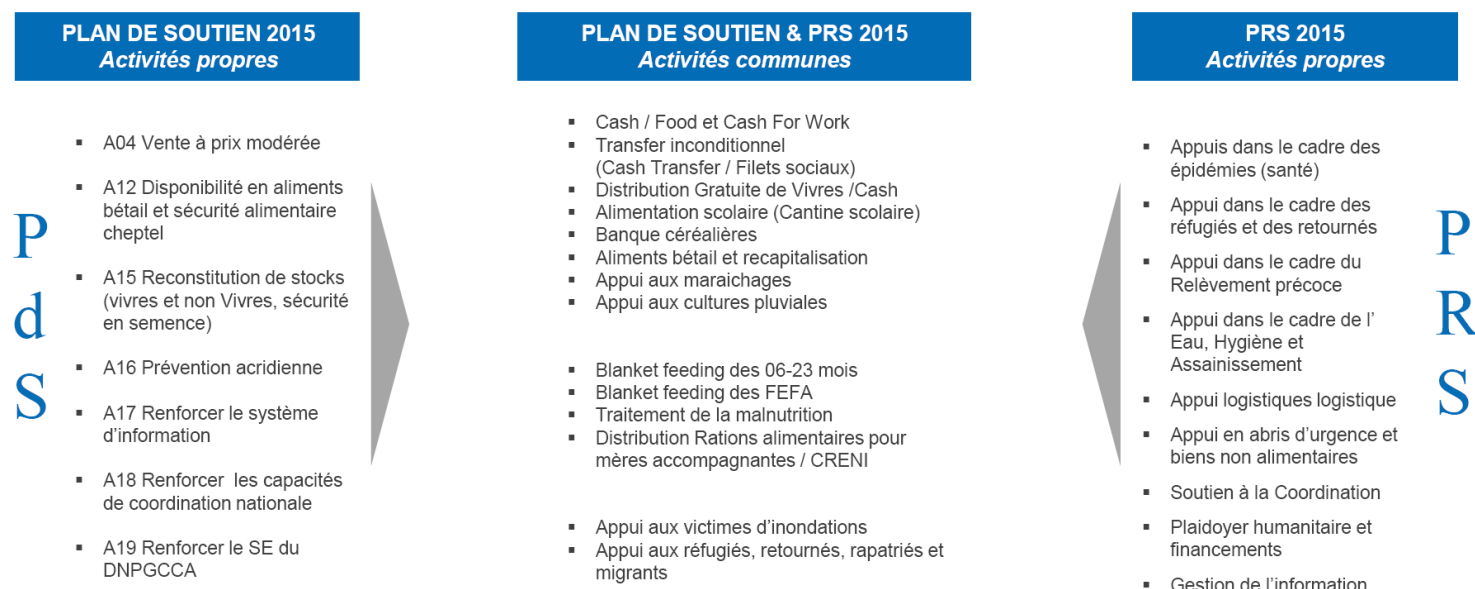 PLAN DE SOUTIEN 2015
Activités propres
P
d
S
▪ A04 Vente à prix modérée
▪ A12 Disponibilité en aliments
bétail et sécurité alimentaire
cheptel
▪ A15 Reconstitution de stocks
(vivres et non Vivres, sécurité
en semence)
▪ A16 Prévention acridienne
▪ A17 Renforcer le système
d'information
▪ A18 Renforcer les capacités
de coordination nationale
▪ A19 Renforcer le SE du
DNPGCCA
PLAN DE SOUTIEN & PRS 2015
Activités communes
▪ Cash / Food et Cash For Work
▪ Transfer inconditionnel
(Cash Transfer / Filets sociaux)
▪ Distribution Gratuite de Vivres /Cash
▪ Alimentation scolaire (Cantine scolaire)
▪ Banque céréalières
▪ Aliments bétail et recapitalisation
▪ Appui aux maraichages
▪ Appui aux cultures pluviales
▪ Blanket feeding des 06-23 mois
▪ Blanket feeding des FEFA
▪ Traitement de la malnutrition
▪ Distribution Rations alimentaires pour
mères accompagnantes / CRENI
▪ Appui aux victimes d'inondations
▪ Appui aux réfugiés, retournés, rapatriés et
migrants
PRS 2015
Activités propres
▪ Appuis dans le cadre des
épidémies (santé)
▪ Appui dans le cadre des
réfugiés et des retournés
▪ Appui dans le cadre du
Relèvement précoce
▪ Appui dans le cadre de l'
Eau, Hygiène et
Assainissement
▪ Appui logistiques logistique
▪ Appui en abris d'urgence et
biens non alimentaires
▪ Soutien à la Coordination
▪ Plaidoyer humanitaire et
financements
▪ Gestion de l'information
P
R
S